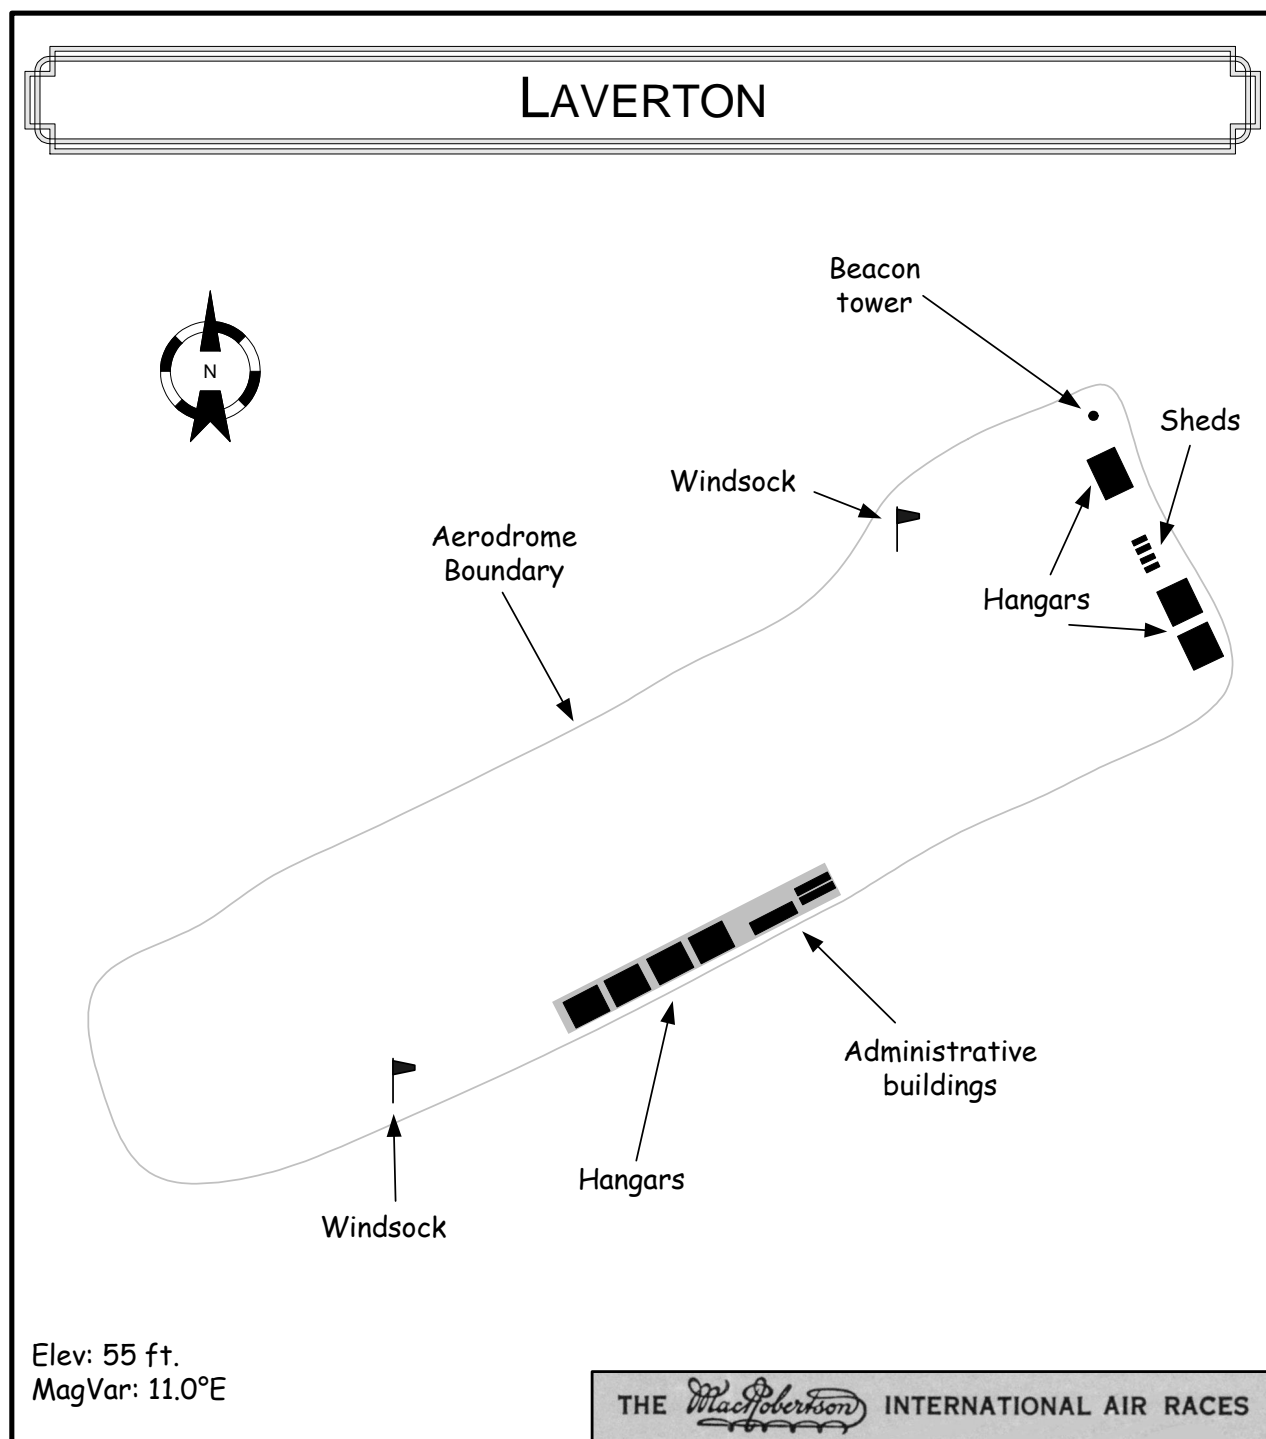 LAVERTON
Beacon
tower
Sheds
Windsock
Aerodrome
Boundary
Hangars
N
Administrative
buildings
Hangars
Windsock
Elev: 55 ft.
MagVar: 11.0°E
THE MacRobertson INTERNATIONAL AIR RACES